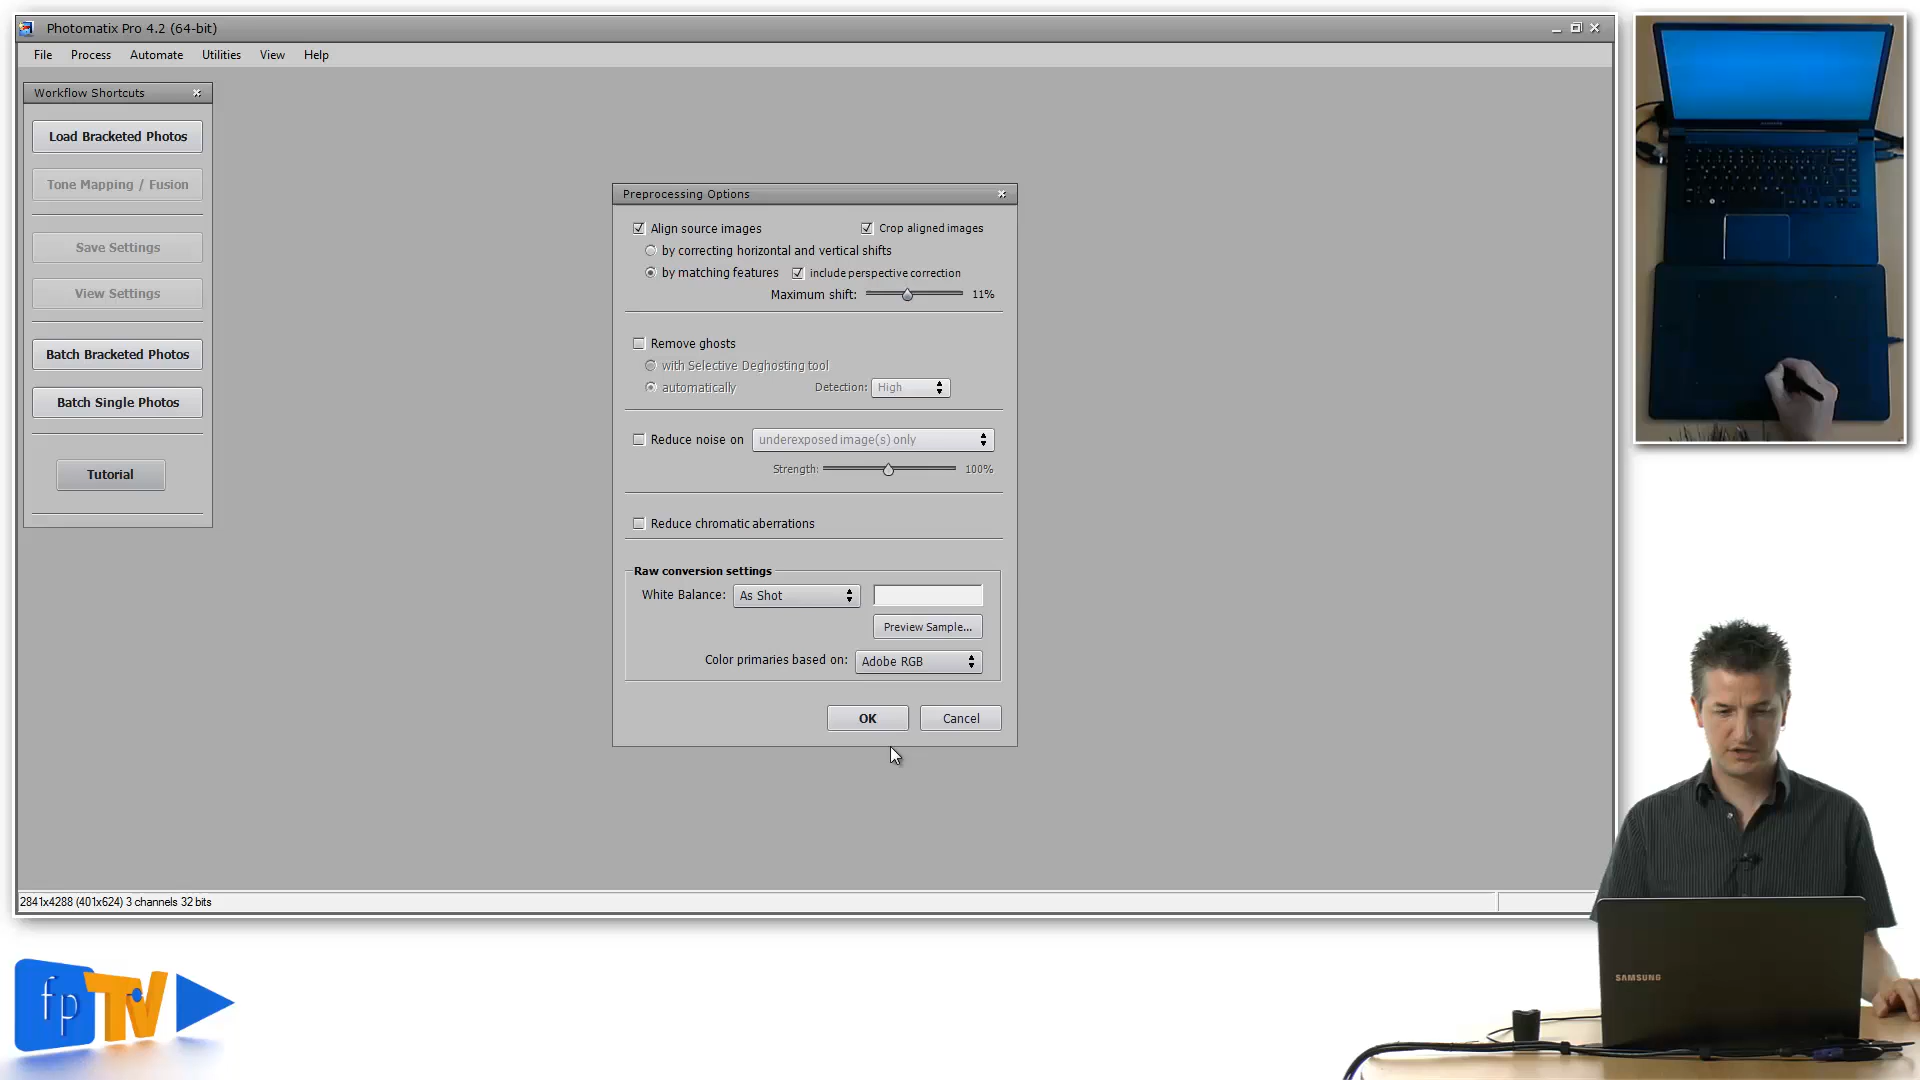 Photomatix Pro 4.2 (64-bit)
File Process Automate Utilities View Help
Workflow Shortcuts
Load Bracketed Photos
Tone Mapping / Fusion
Save Settings
View Settings
Batch Bracketed Photos
Batch Single Photos
Tutorial
Preprocessing Options
Align source images Crop aligned images
by correcting horizontal and vertical shifts
by matching features include perspective correction
Maximum shift: 11%
Remove ghosts
with Selective Deghosting tool
automatically Detection: High
Reduce noise on underexposed image(s) only
Strength: 100%
Reduce chromatic aberrations
Raw conversion settings
White Balance: As Shot
Preview Sample...
Color primaries based on: Adobe RGB
OK Cancel
2841x4288 (401x624) 3 channels 32 bits
fpTV
SAMSUNG